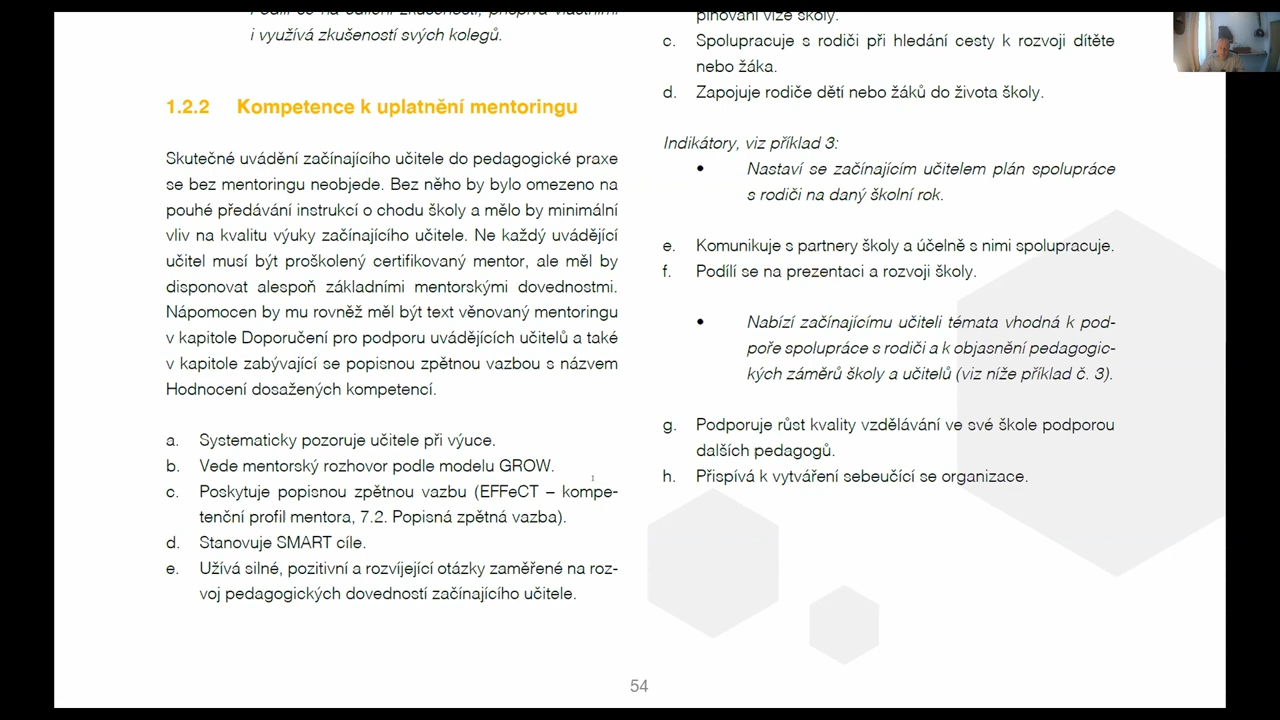 i využívá zkušeností svých kolegů.
1.2.2 Kompetence k uplatnění mentoringu
Skutečné uvádění začínajícího učitele do pedagogické praxe
se bez mentoringu neobjede. Bez něho by bylo omezeno na
pouhé předávání instrukcí o chodu školy a mělo by minimální
vliv na kvalitu výuky začínajícího učitele. Ne každý uvádějící
učitel musí být proškolený certifikovaný mentor, ale měl by
disponovat alespoň základními mentorskými dovednostmi.
Nápomocen by mu rovněž měl být text věnovaný mentoringu
v kapitole Doporučení pro podporu uvádějících učitelů a také
v kapitole zabývající se popisnou zpětnou vazbou s názvem
Hodnocení dosažených kompetencí.
a. Systematicky pozoruje učitele při výuce.
b. Vede mentorský rozhovor podle modelu GROW.
c. Poskytuje popisnou zpětnou vazbu (EFFeCT – kompe-
tenční profil mentora, 7.2. Popisná zpětná vazba).
d. Stanovuje SMART cíle.
e. Užívá silné, pozitivní a rozvíjející otázky zaměřené na roz-
voj pedagogických dovedností začínajícího učitele.
plňování vize školy.
c. Spolupracuje s rodiči při hledání cesty k rozvoji dítěte
nebo žáka.
d. Zapojuje rodiče dětí nebo žáků do života školy.
Indikátory, viz příklad 3:
• Nastaví se začínajícím učitelem plán spolupráce
s rodiči na daný školní rok.
e. Komunikuje s partnery školy a účelně s nimi spolupracuje.
f. Podílí se na prezentaci a rozvoji školy.
• Nabízí začínajícímu učiteli témata vhodná k pod-
poře spolupráce s rodiči a k objasnění pedagogic-
kých záměrů školy a učitelů (viz níže příklad č. 3).
g. Podporuje růst kvality vzdělávání ve své škole podporou
dalších pedagogů.
h. Přispívá k vytváření sebeučící se organizace.
54